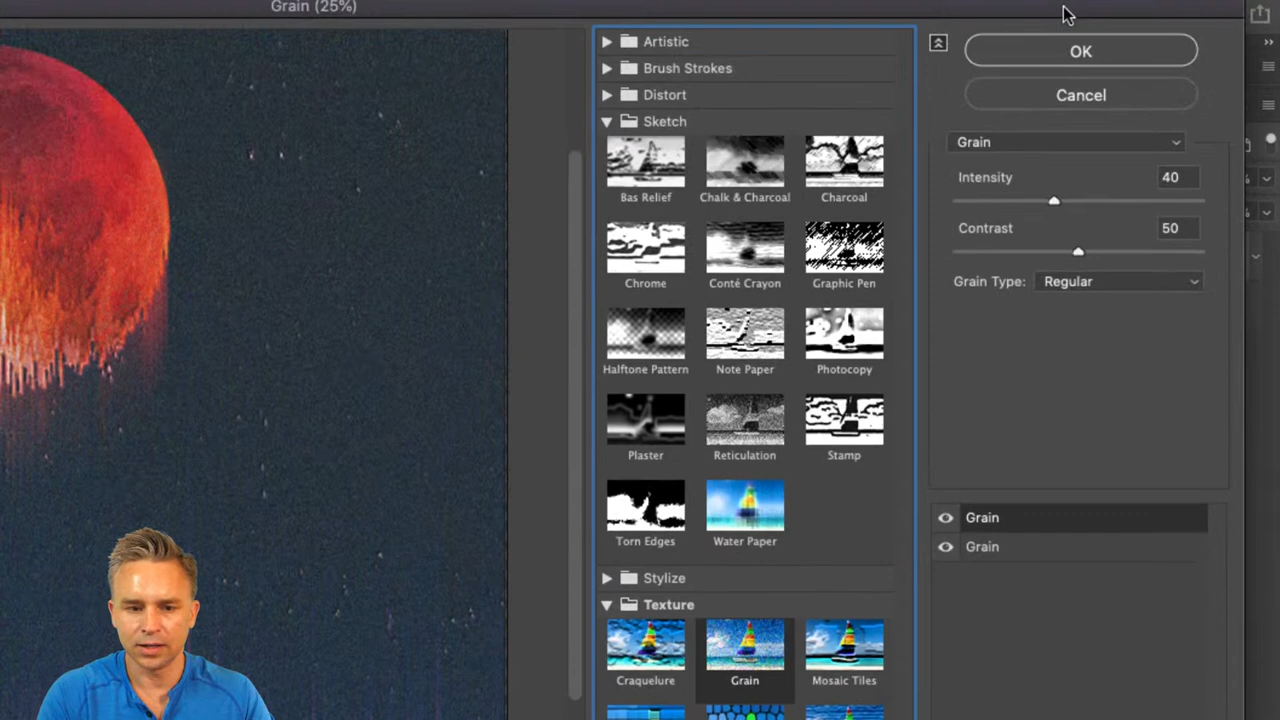 Grain (25%)
Artistic
Brush Strokes
Distort
Sketch
Bas Relief
Chalk & Charcoal
Charcoal
Chrome
Conté Crayon
Graphic Pen
Halftone Pattern
Note Paper
Photocopy
Plaster
Reticulation
Stamp
Torn Edges
Water Paper
Stylize
Texture
Craquelure
Grain
Mosaic Tiles
OK
Cancel
Grain
Intensity 40
Contrast 50
Grain Type: Regular
Grain
Grain
%
%